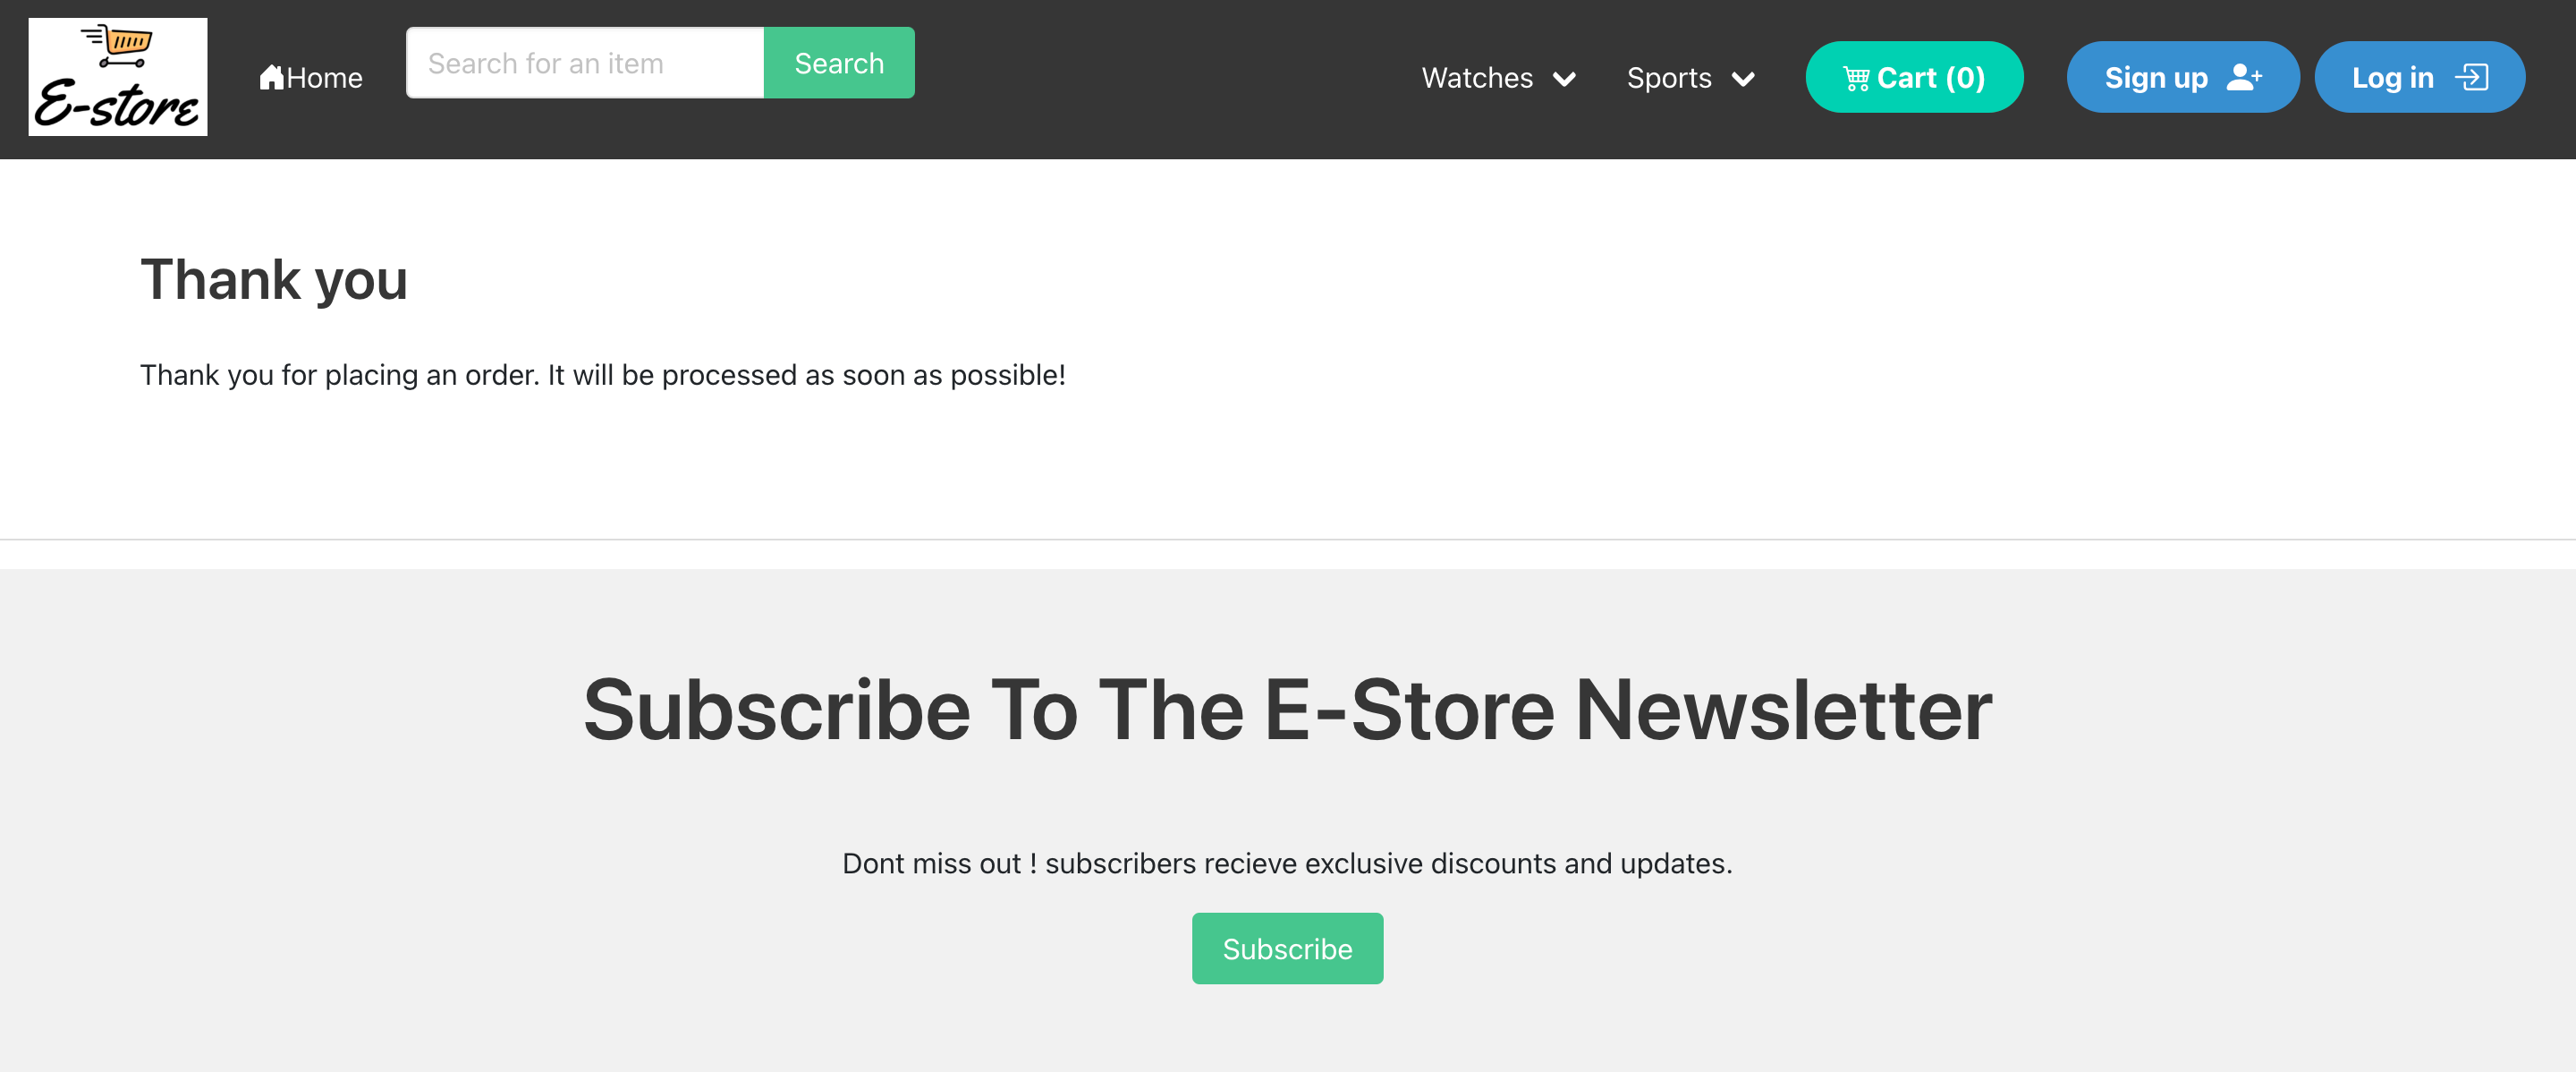 E-store
Home
Search for an item
Search
Watches
Sports
Cart (0)
Sign up
Log in
Thank you
Thank you for placing an order. It will be processed as soon as possible!
Subscribe To The E-Store Newsletter
Dont miss out ! subscribers recieve exclusive discounts and updates.
Subscribe